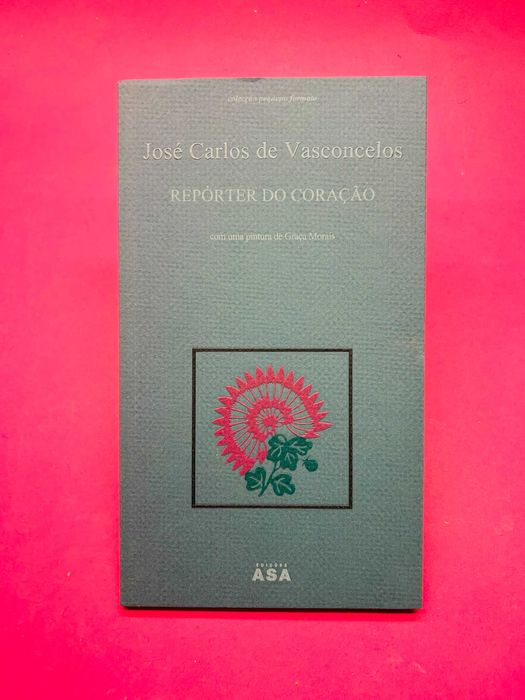 colecção pequeno formato
José Carlos de Vasconcelos
REPÓRTER DO CORAÇÃO
com uma pintura de Graça Morais
EDIÇÕES
ASA